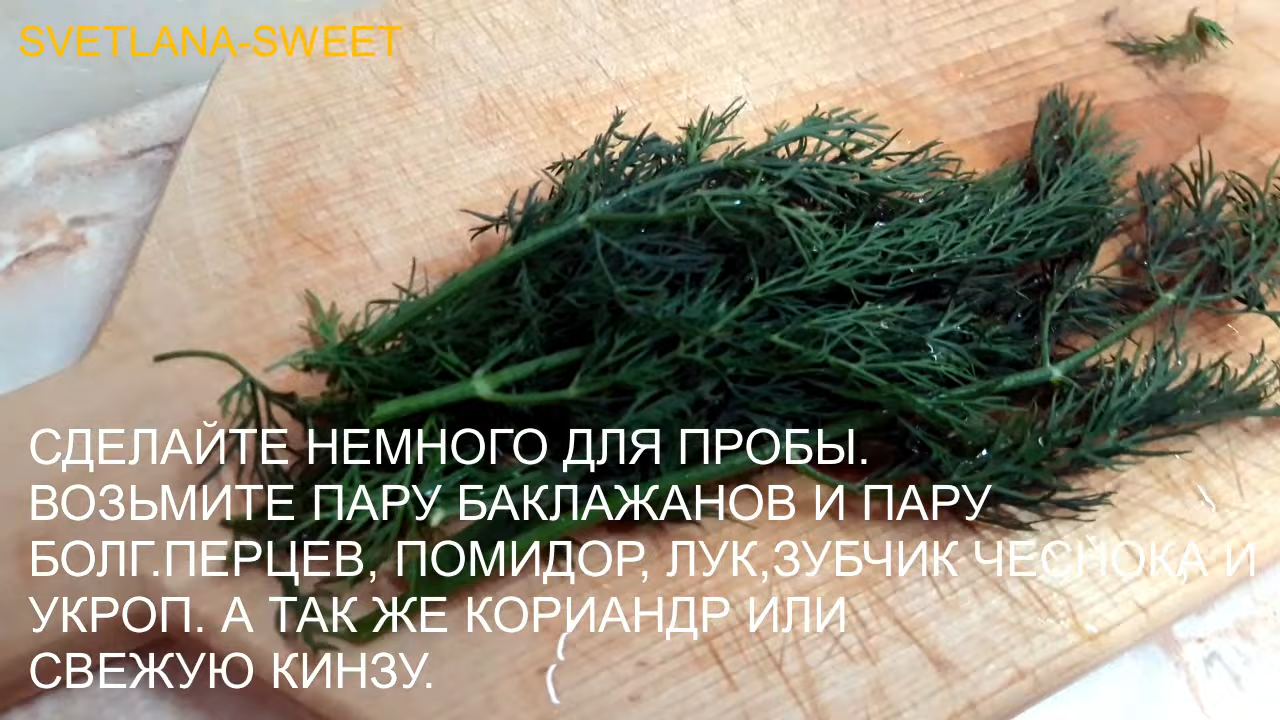 SVETLANA-SWEET
СДЕЛАЙТЕ НЕМНОГО ДЛЯ ПРОБЫ.
ВОЗЬМИТЕ ПАРУ БАКЛАЖАНОВ И ПАРУ
БОЛГ.ПЕРЦЕВ, ПОМИДОР, ЛУК,ЗУБЧИК ЧЕСНОКА И
УКРОП. А ТАК ЖЕ КОРИАНДР ИЛИ
СВЕЖУЮ КИНЗУ.